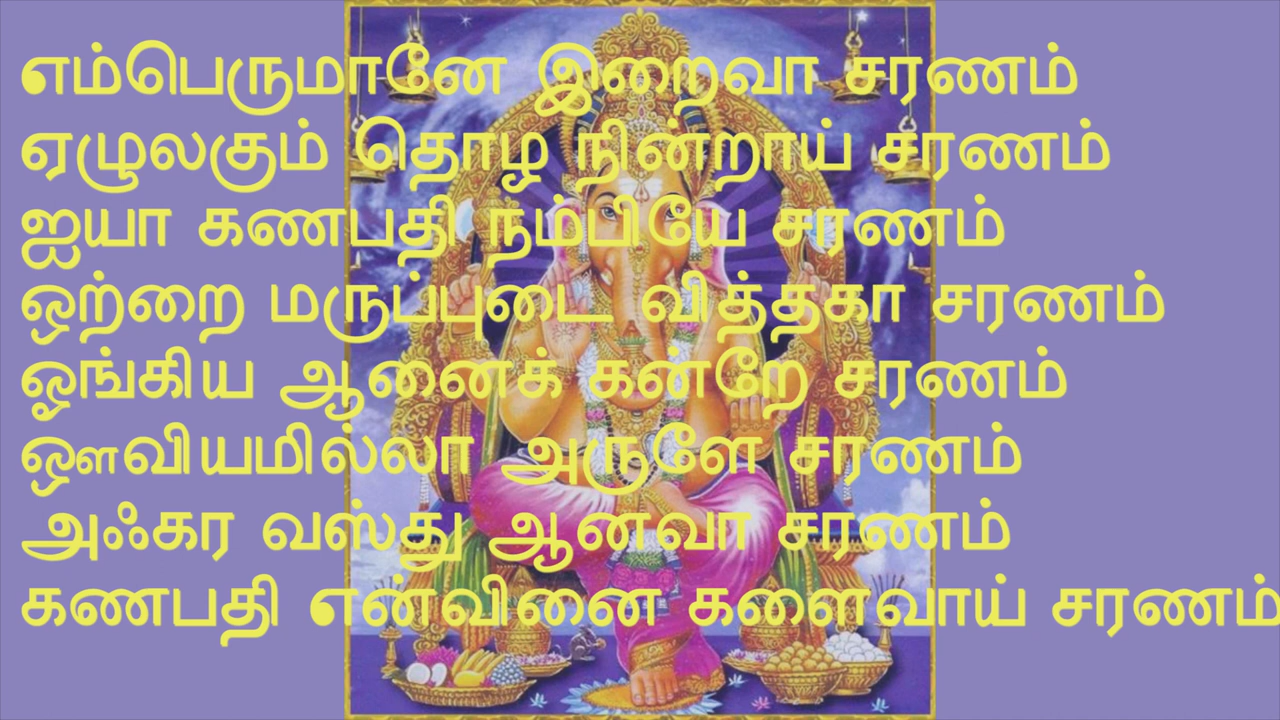 எம்பெருமானே இறைவா சரணம்
ஏழுலகும் தொழ நின்றாய் சரணம்
ஐயா கணபதி நம்பியே சரணம்
ஒற்றை மருப்புடை வித்தகா சரணம்
ஓங்கிய ஆனைக் கன்றே சரணம்
ஔவியமில்லா அருளே சரணம்
அஃகர வஸ்து ஆனவா சரணம்
கணபதி என்வினை களைவாய் சரணம்